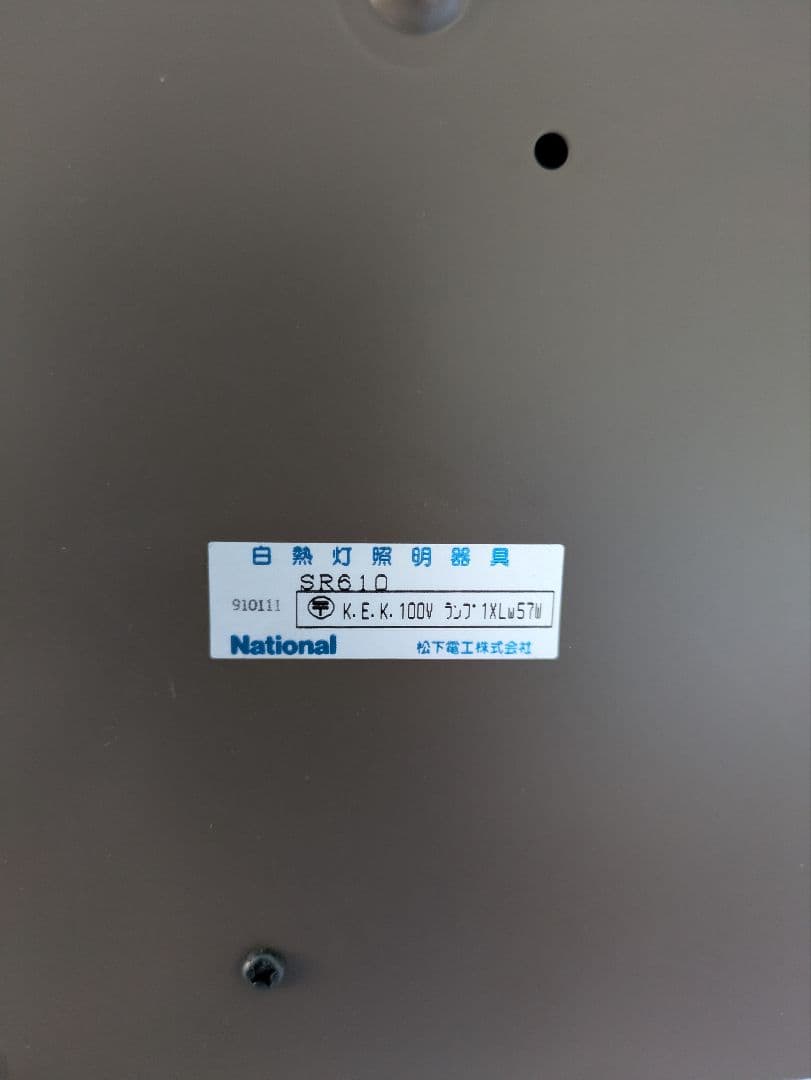 白熱灯照明器具
SR610
910111
〒 K.E.K. 100V ランプ 1XLw57W
National 松下電工株式会社